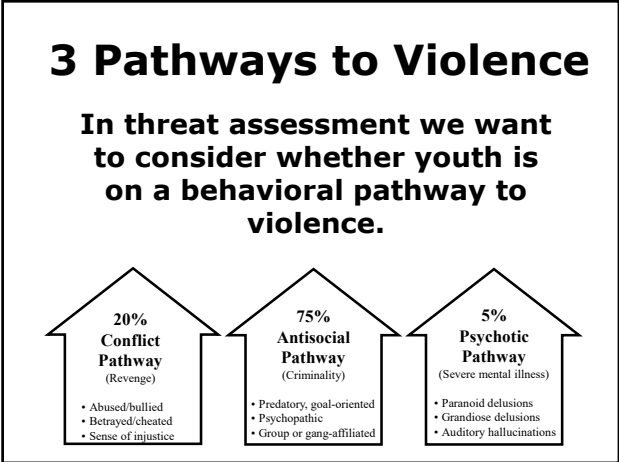 3 Pathways to Violence
In threat assessment we want
to consider whether youth is
on a behavioral pathway to
violence.
20%
Conflict
Pathway
(Revenge)
• Abused/bullied
• Betrayed/cheated
• Sense of injustice
75%
Antisocial
Pathway
(Criminality)
• Predatory, goal-oriented
• Psychopathic
• Group or gang-affiliated
5%
Psychotic
Pathway
(Severe mental illness)
• Paranoid delusions
• Grandiose delusions
• Auditory hallucinations